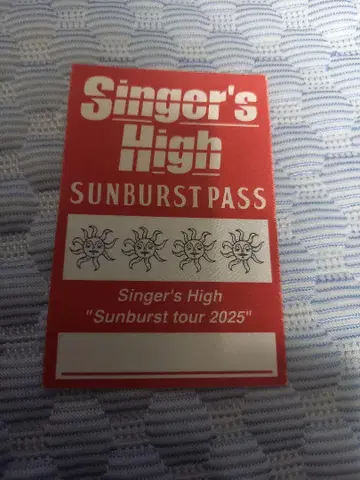 Singer's
High
SUNBURST PASS
Singer's High
"Sunburst tour 2025"